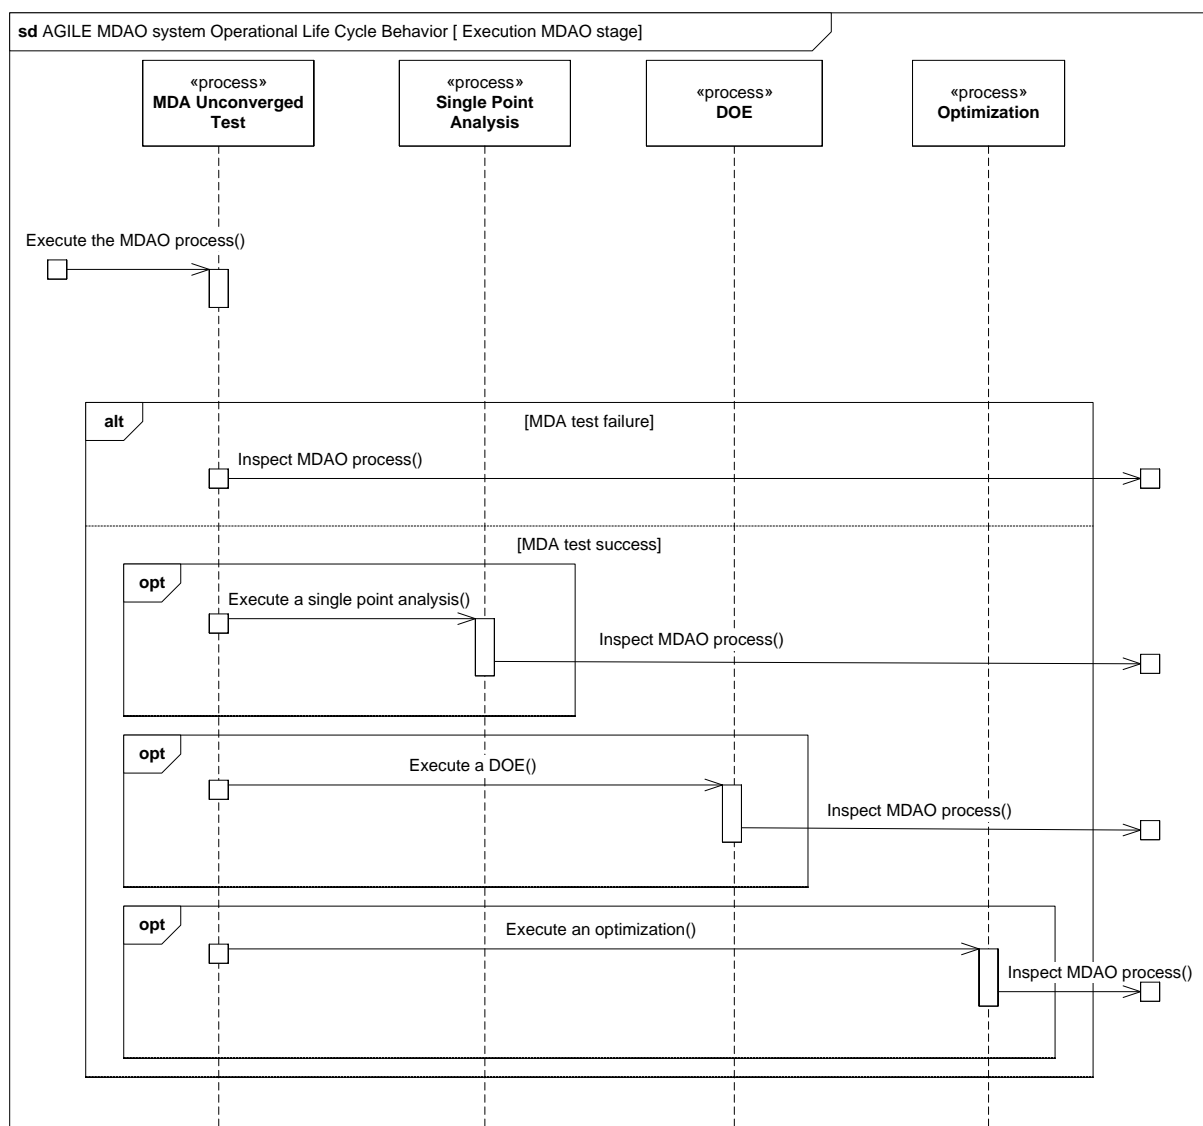 sd AGILE MDAO system Operational Life Cycle Behavior [ Execution MDAO stage]
«process»
MDA Unconverged
Test
«process»
Single Point
Analysis
«process»
DOE
«process»
Optimization
Execute the MDAO process()
alt
[MDA test failure]
Inspect MDAO process()
[MDA test success]
opt
Execute a single point analysis()
Inspect MDAO process()
opt
Execute a DOE()
Inspect MDAO process()
opt
Execute an optimization()
Inspect MDAO process()